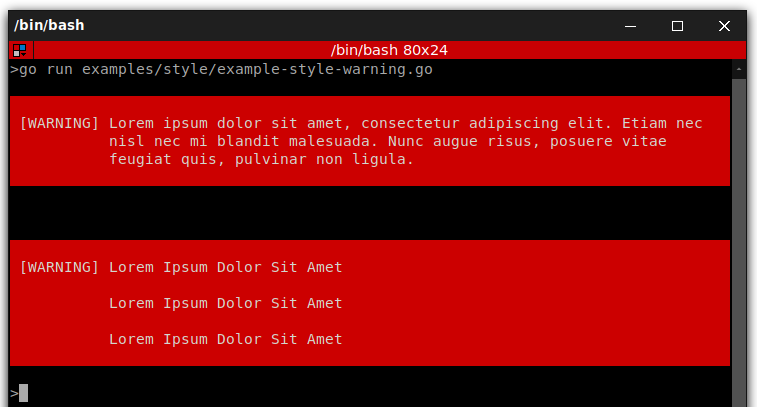 /bin/bash
/bin/bash 80x24
>go run examples/style/example-style-warning.go
[WARNING] Lorem ipsum dolor sit amet, consectetur adipiscing elit. Etiam nec
nisl nec mi blandit malesuada. Nunc augue risus, posuere vitae
feugiat quis, pulvinar non ligula.
[WARNING] Lorem Ipsum Dolor Sit Amet
Lorem Ipsum Dolor Sit Amet
Lorem Ipsum Dolor Sit Amet
>